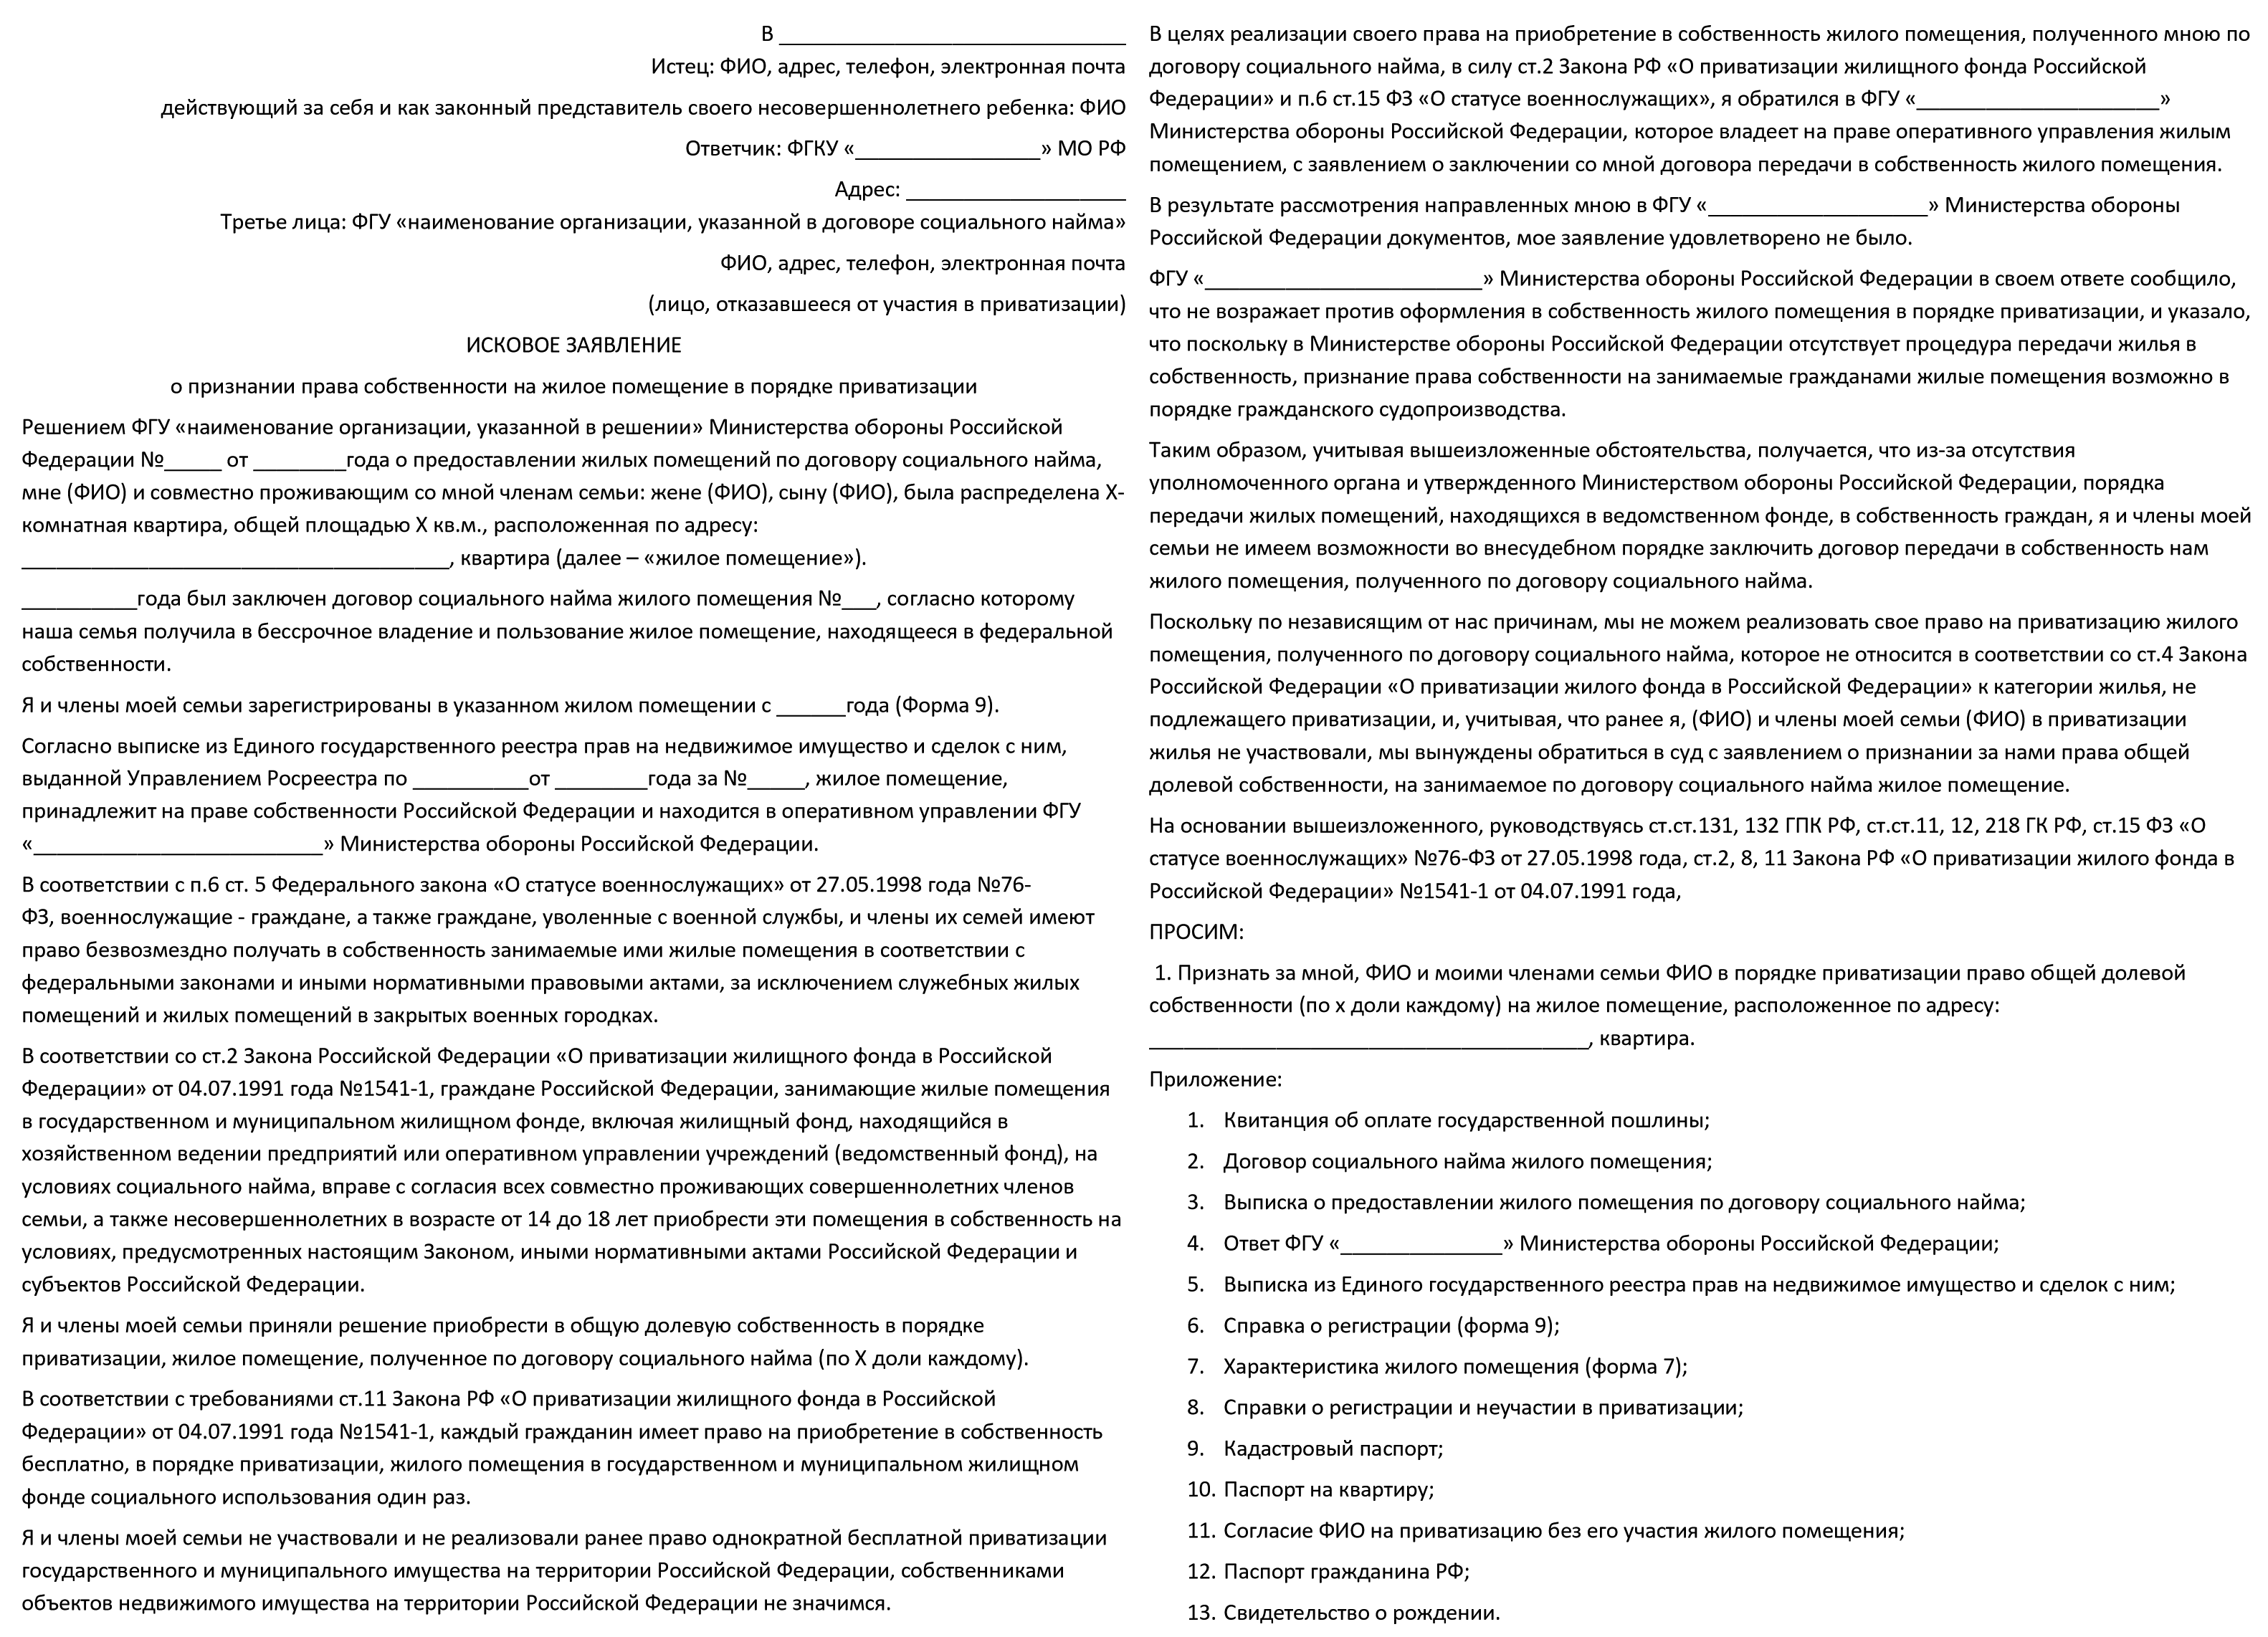 В ______________________________
Истец: ФИО, адрес, телефон, электронная почта
действующий за себя и как законный представитель своего несовершеннолетнего ребенка: ФИО
Ответчик: ФГКУ «________________» МО РФ
Адрес: ___________________
Третье лица: ФГУ «наименование организации, указанной в договоре социального найма»
ФИО, адрес, телефон, электронная почта
(лицо, отказавшееся от участия в приватизации)
ИСКОВОЕ ЗАЯВЛЕНИЕ
о признании права собственности на жилое помещение в порядке приватизации
Решением ФГУ «наименование организации, указанной в решении» Министерства обороны Российской
Федерации №_____ от ________года о предоставлении жилых помещений по договору социального найма,
мне (ФИО) и совместно проживающим со мной членам семьи: жене (ФИО), сыну (ФИО), была распределена Х-
комнатная квартира, общей площадью Х кв.м., расположенная по адресу:
_____________________________________, квартира (далее – «жилое помещение»).
__________года был заключен договор социального найма жилого помещения №___, согласно которому
наша семья получила в бессрочное владение и пользование жилое помещение, находящееся в федеральной
собственности.
Я и члены моей семьи зарегистрированы в указанном жилом помещении с ______года (Форма 9).
Согласно выписке из Единого государственного реестра прав на недвижимое имущество и сделок с ним,
выданной Управлением Росреестра по __________от ________года за №_____, жилое помещение,
принадлежит на праве собственности Российской Федерации и находится в оперативном управлении ФГУ
«_________________________» Министерства обороны Российской Федерации.
В соответствии с п.6 ст. 5 Федерального закона «О статусе военнослужащих» от 27.05.1998 года №76-
ФЗ, военнослужащие - граждане, а также граждане, уволенные с военной службы, и члены их семей имеют
право безвозмездно получать в собственность занимаемые ими жилые помещения в соответствии с
федеральными законами и иными нормативными правовыми актами, за исключением служебных жилых
помещений и жилых помещений в закрытых военных городках.
В соответствии со ст.2 Закона Российской Федерации «О приватизации жилищного фонда в Российской
Федерации» от 04.07.1991 года №1541-1, граждане Российской Федерации, занимающие жилые помещения
в государственном и муниципальном жилищном фонде, включая жилищный фонд, находящийся в
хозяйственном ведении предприятий или оперативном управлении учреждений (ведомственный фонд), на
условиях социального найма, вправе с согласия всех совместно проживающих совершеннолетних членов
семьи, а также несовершеннолетних в возрасте от 14 до 18 лет приобрести эти помещения в собственность на
условиях, предусмотренных настоящим Законом, иными нормативными актами Российской Федерации и
субъектов Российской Федерации.
Я и члены моей семьи приняли решение приобрести в общую долевую собственность в порядке
приватизации, жилое помещение, полученное по договору социального найма (по Х доли каждому).
В соответствии с требованиями ст.11 Закона РФ «О приватизации жилищного фонда в Российской
Федерации» от 04.07.1991 года №1541-1, каждый гражданин имеет право на приобретение в собственность
бесплатно, в порядке приватизации, жилого помещения в государственном и муниципальном жилищном
фонде социального использования один раз.
Я и члены моей семьи не участвовали и не реализовали ранее право однократной бесплатной приватизации
государственного и муниципального имущества на территории Российской Федерации, собственниками
объектов недвижимого имущества на территории Российской Федерации не значимся.
В целях реализации своего права на приобретение в собственность жилого помещения, полученного мною по
договору социального найма, в силу ст.2 Закона РФ «О приватизации жилищного фонда Российской
Федерации» и п.6 ст.15 ФЗ «О статусе военнослужащих», я обратился в ФГУ «_____________________»
Министерства обороны Российской Федерации, которое владеет на праве оперативного управления жилым
помещением, с заявлением о заключении со мной договора передачи в собственность жилого помещения.
В результате рассмотрения направленных мною в ФГУ «___________________» Министерства обороны
Российской Федерации документов, мое заявление удовлетворено не было.
ФГУ «________________________» Министерства обороны Российской Федерации в своем ответе сообщило,
что не возражает против оформления в собственность жилого помещения в порядке приватизации, и указало,
что поскольку в Министерстве обороны Российской Федерации отсутствует процедура передачи жилья в
собственность, признание права собственности на занимаемые гражданами жилые помещения возможно в
порядке гражданского судопроизводства.
Таким образом, учитывая вышеизложенные обстоятельства, получается, что из-за отсутствия
уполномоченного органа и утвержденного Министерством обороны Российской Федерации, порядка
передачи жилых помещений, находящихся в ведомственном фонде, в собственность граждан, я и члены моей
семьи не имеем возможности во внесудебном порядке заключить договор передачи в собственность нам
жилого помещения, полученного по договору социального найма.
Поскольку по независящим от нас причинам, мы не можем реализовать свое право на приватизацию жилого
помещения, полученного по договору социального найма, которое не относится в соответствии со ст.4 Закона
Российской Федерации «О приватизации жилого фонда в Российской Федерации» к категории жилья, не
подлежащего приватизации, и, учитывая, что ранее я, (ФИО) и члены моей семьи (ФИО) в приватизации
жилья не участвовали, мы вынуждены обратиться в суд с заявлением о признании за нами права общей
долевой собственности, на занимаемое по договору социального найма жилое помещение.
На основании вышеизложенного, руководствуясь ст.ст.131, 132 ГПК РФ, ст.ст.11, 12, 218 ГК РФ, ст.15 ФЗ «О
статусе военнослужащих» №76-ФЗ от 27.05.1998 года, ст.2, 8, 11 Закона РФ «О приватизации жилого фонда в
Российской Федерации» №1541-1 от 04.07.1991 года,
ПРОСИМ:
1. Признать за мной, ФИО и моими членами семьи ФИО в порядке приватизации право общей долевой
собственности (по х доли каждому) на жилое помещение, расположенное по адресу:
______________________________________, квартира.
Приложение:
1. Квитанция об оплате государственной пошлины;
2. Договор социального найма жилого помещения;
3. Выписка о предоставлении жилого помещения по договору социального найма;
4. Ответ ФГУ «______________» Министерства обороны Российской Федерации;
5. Выписка из Единого государственного реестра прав на недвижимое имущество и сделок с ним;
6. Справка о регистрации (форма 9);
7. Характеристика жилого помещения (форма 7);
8. Справки о регистрации и неучастии в приватизации;
9. Кадастровый паспорт;
10. Паспорт на квартиру;
11. Согласие ФИО на приватизацию без его участия жилого помещения;
12. Паспорт гражданина РФ;
13. Свидетельство о рождении.